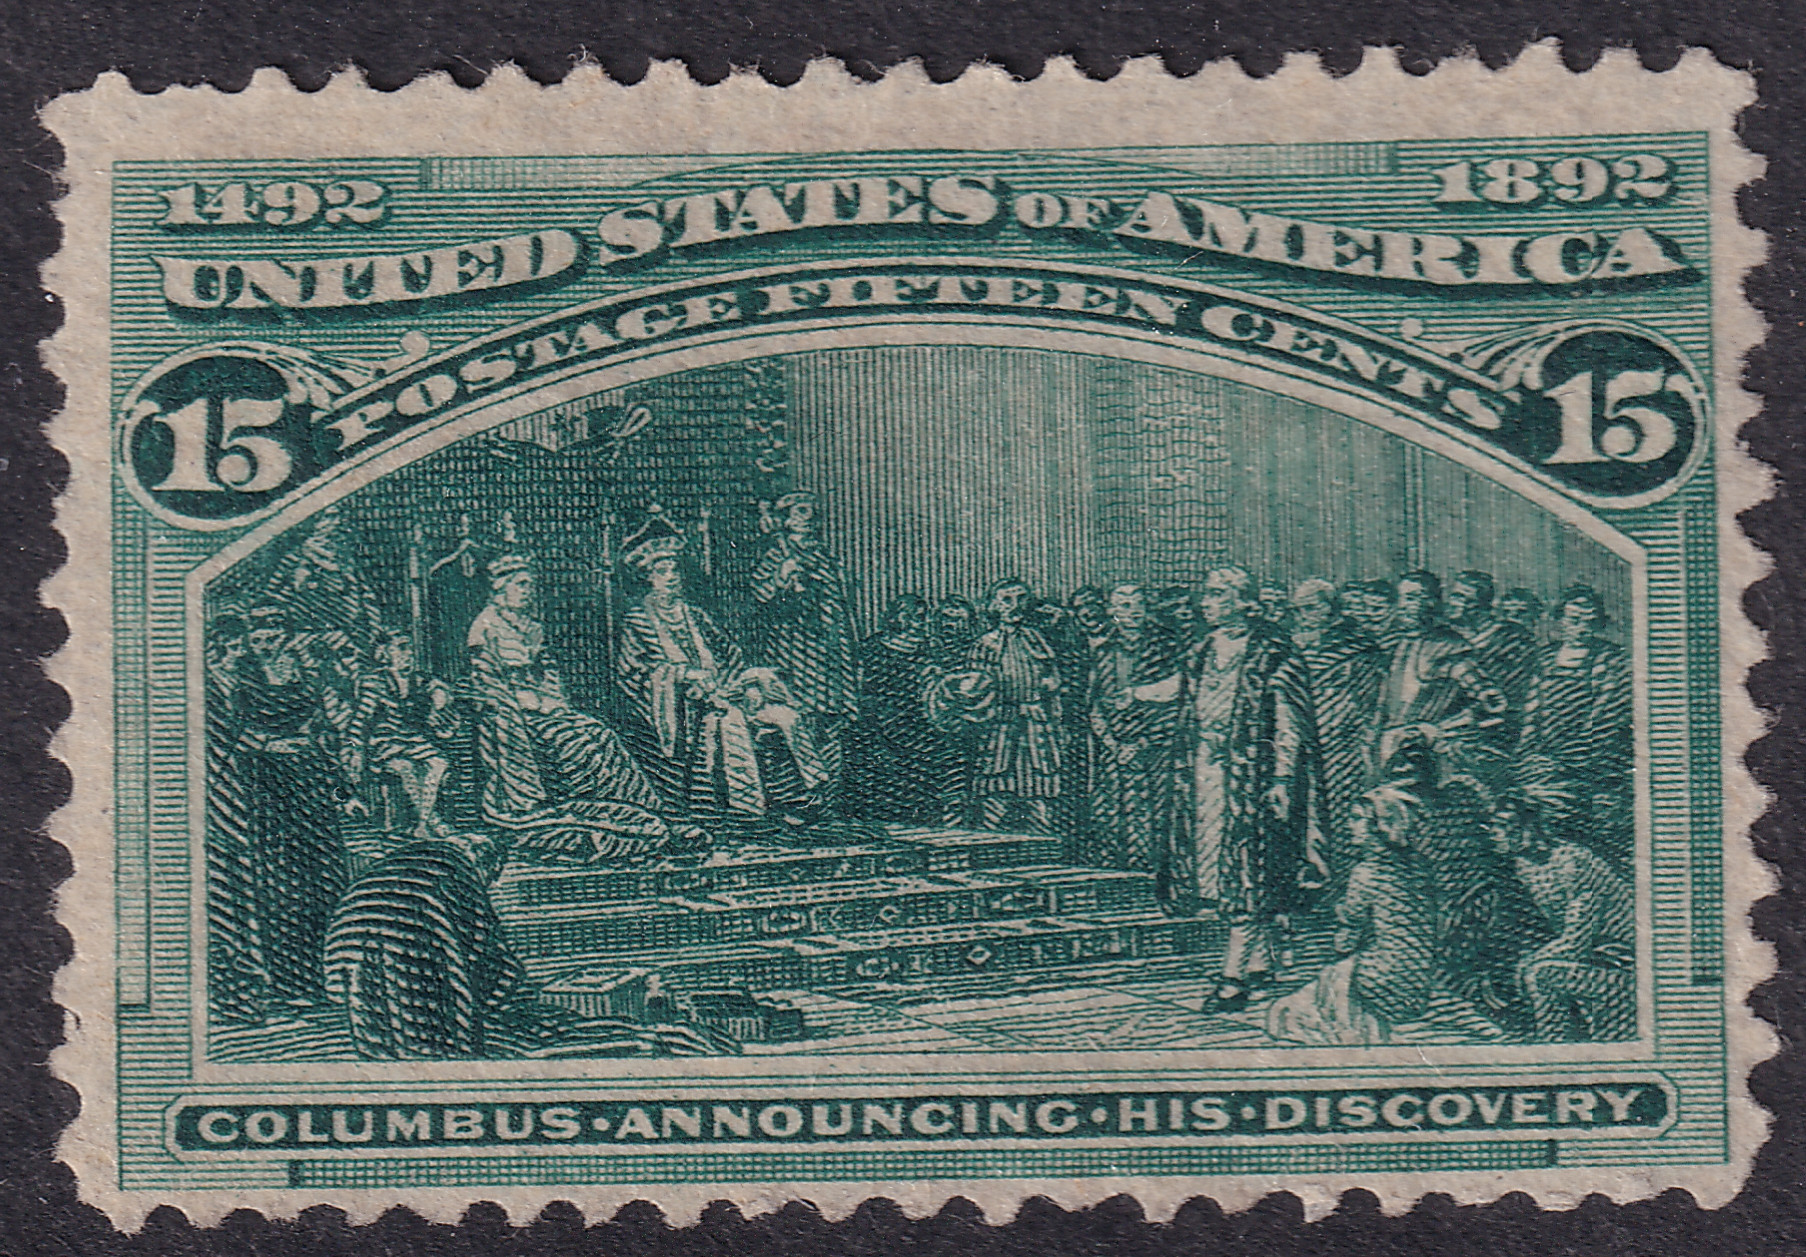 1492 1892
UNITED STATES OF AMERICA
POSTAGE FIFTEEN CENTS
15 15
COLUMBUS·ANNOUNCING·HIS·DISCOVERY